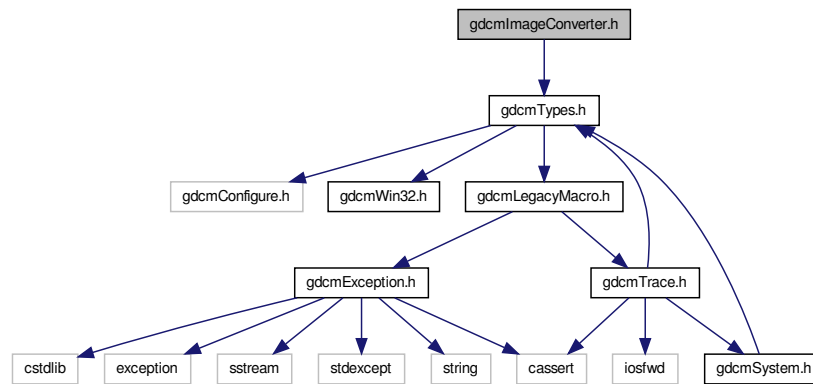 gdcmImageConverter.h
gdcmTypes.h
gdcmConfigure.h
gdcmWin32.h
gdcmLegacyMacro.h
gdcmException.h
gdcmTrace.h
cstdlib
exception
sstream
stdexcept
string
cassert
iosfwd
gdcmSystem.h